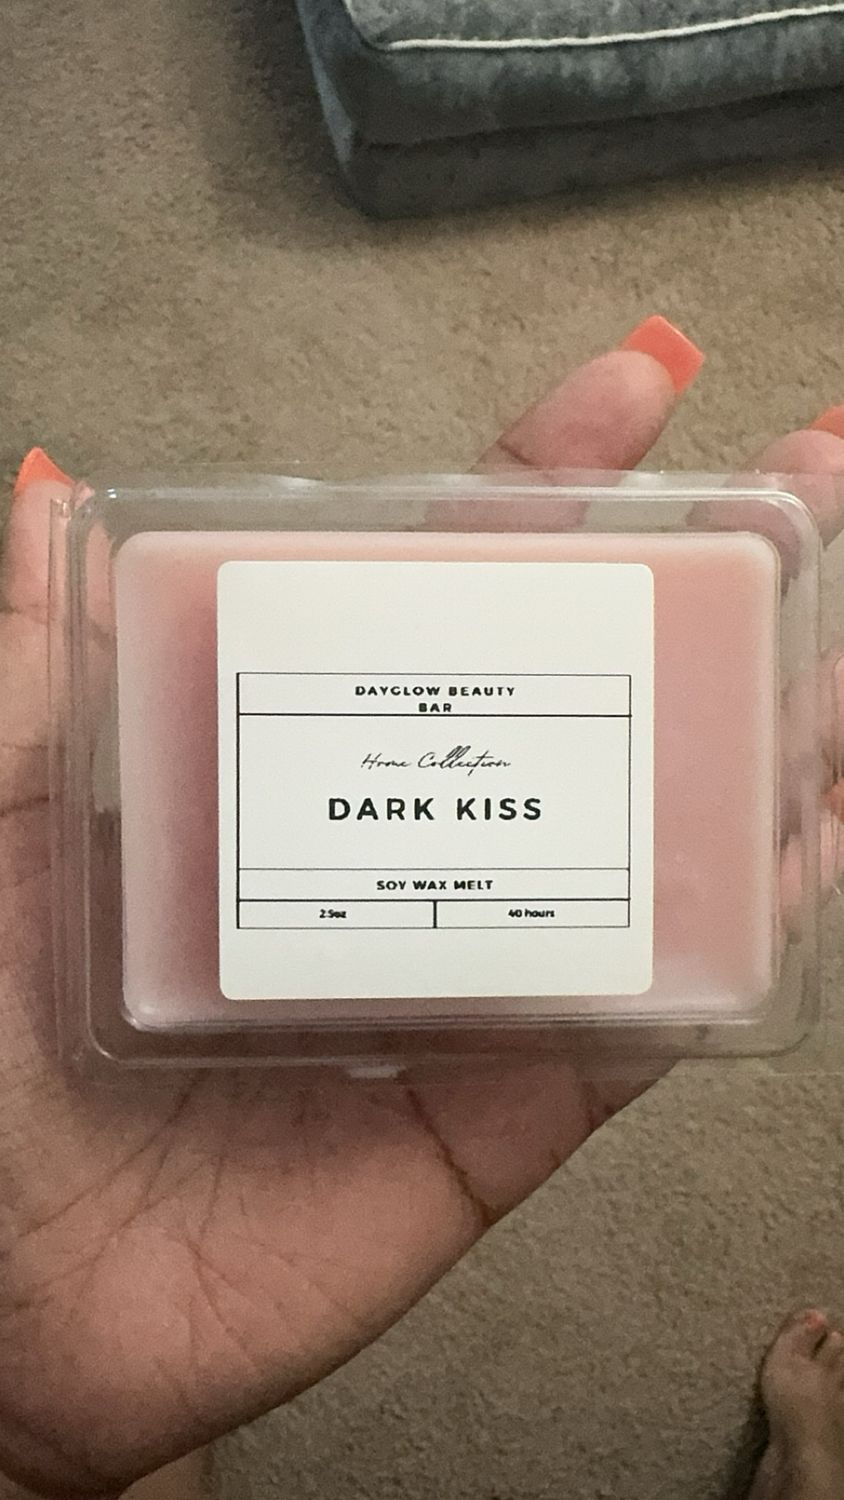 DAYGLOW BEAUTY
BAR
Home Collection
DARK KISS
SOY WAX MELT
2.5oz
40 hours